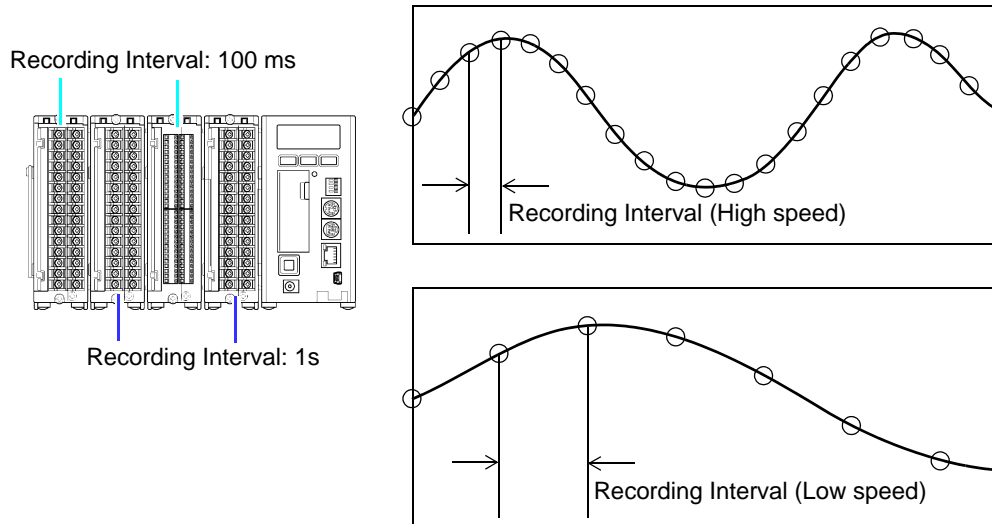 Recording Interval: 100 ms
Recording Interval: 1s
Recording Interval (High speed)
Recording Interval (Low speed)